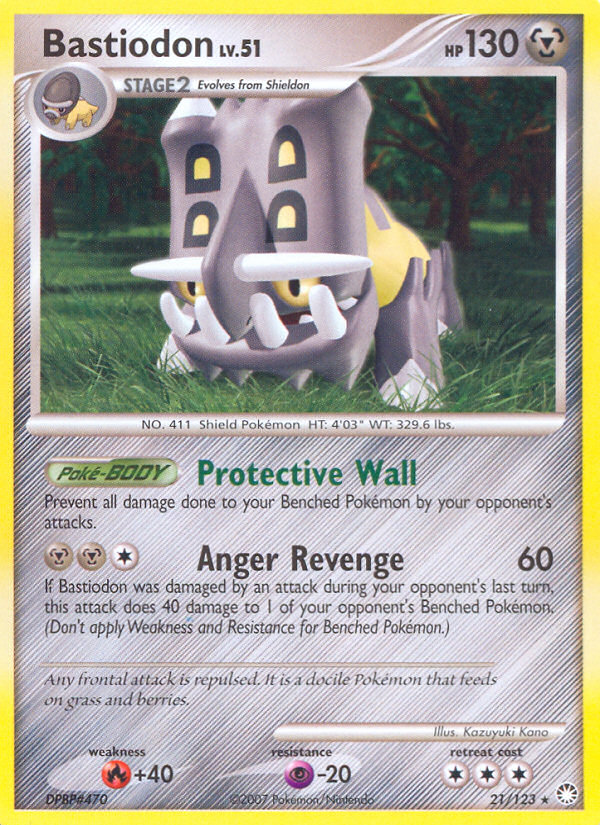 Bastiodon LV.51 HP 130
STAGE2 Evolves from Shieldon
NO. 411 Shield Pokémon HT: 4'03" WT: 329.6 lbs.
Poké-BODY Protective Wall
Prevent all damage done to your Benched Pokémon by your opponent's
attacks.
Anger Revenge 60
If Bastiodon was damaged by an attack during your opponent's last turn,
this attack does 40 damage to 1 of your opponent's Benched Pokémon.
(Don't apply Weakness and Resistance for Benched Pokémon.)
Any frontal attack is repulsed. It is a docile Pokémon that feeds
on grass and berries.
Illus. Kazuyuki Kano
weakness resistance retreat cost
+40 -20
DPBP#470 ©2007 Pokémon/Nintendo 21/123 ★